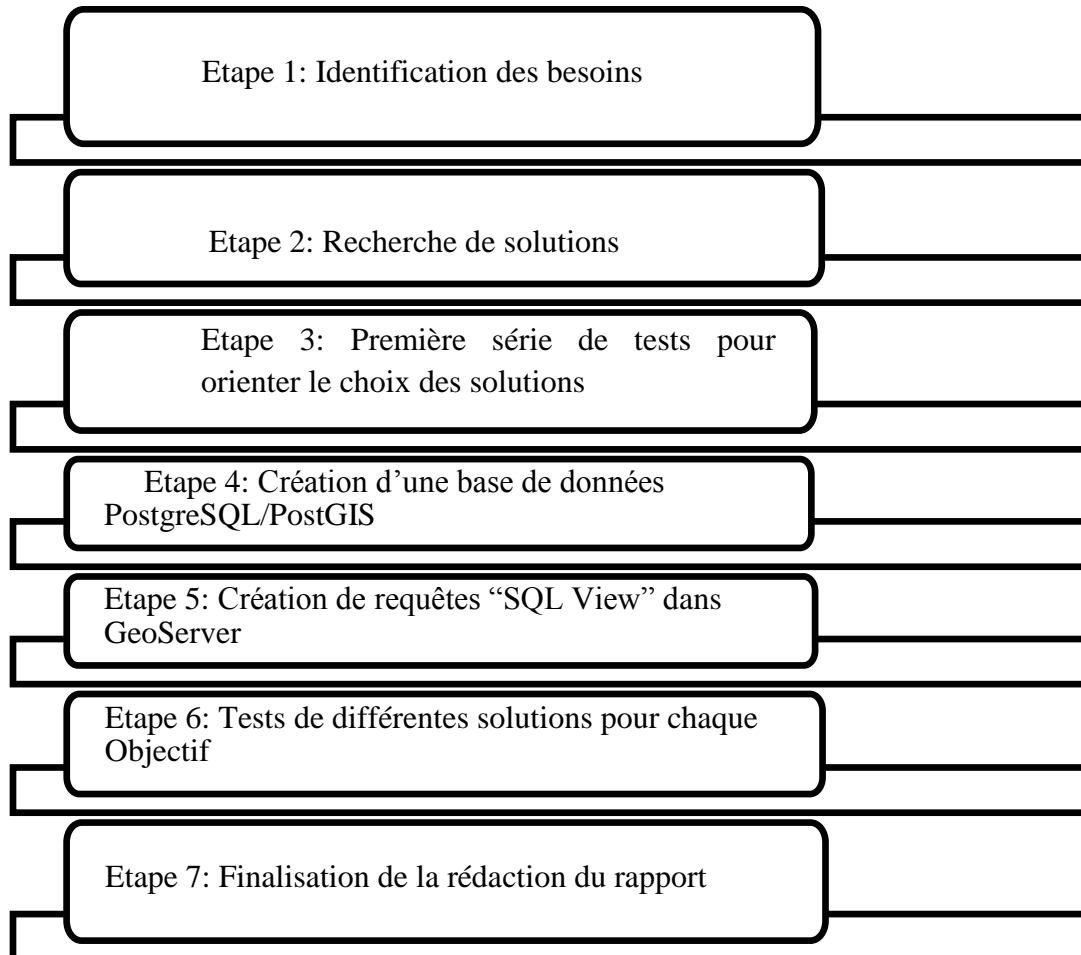 Etape 1: Identification des besoins
Etape 2: Recherche de solutions
Etape 3: Première série de tests pour
orienter le choix des solutions
Etape 4: Création d’une base de données
PostgreSQL/PostGIS
Etape 5: Création de requêtes “SQL View” dans
GeoServer
Etape 6: Tests de différentes solutions pour chaque
Objectif
Etape 7: Finalisation de la rédaction du rapport